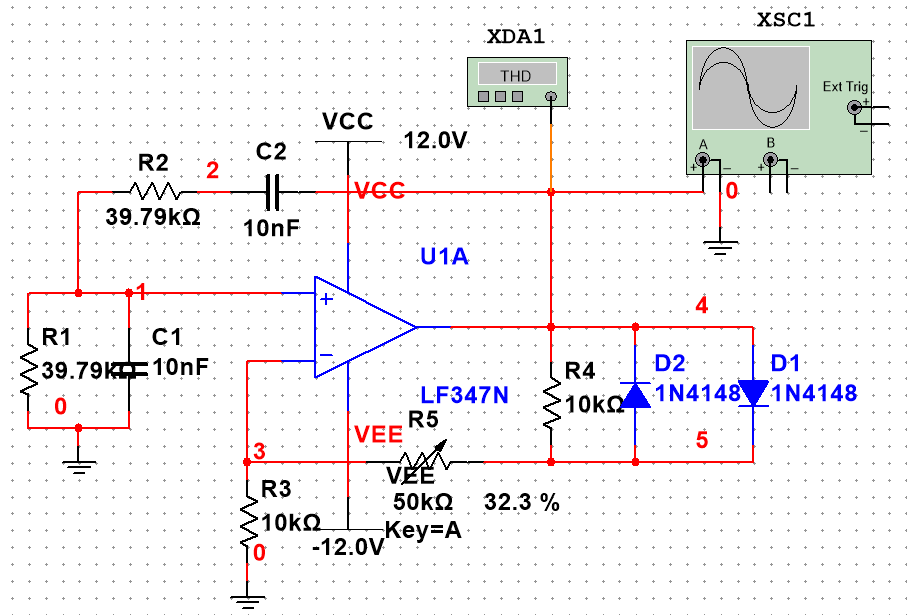 XSC1
XDA1
THD
Ext Trig
+
−
A
B
+
−
+
−
0
VCC
12.0V
C2
R2
2
VCC
39.79kΩ
10nF
U1A
1
+
−
4
R1
C1
39.79kΩ
10nF
0
R4
10kΩ
D2
1N4148
D1
1N4148
LF347N
R5
VEE
5
3
VEE
50kΩ
32.3 %
Key=A
R3
10kΩ
-12.0V
0